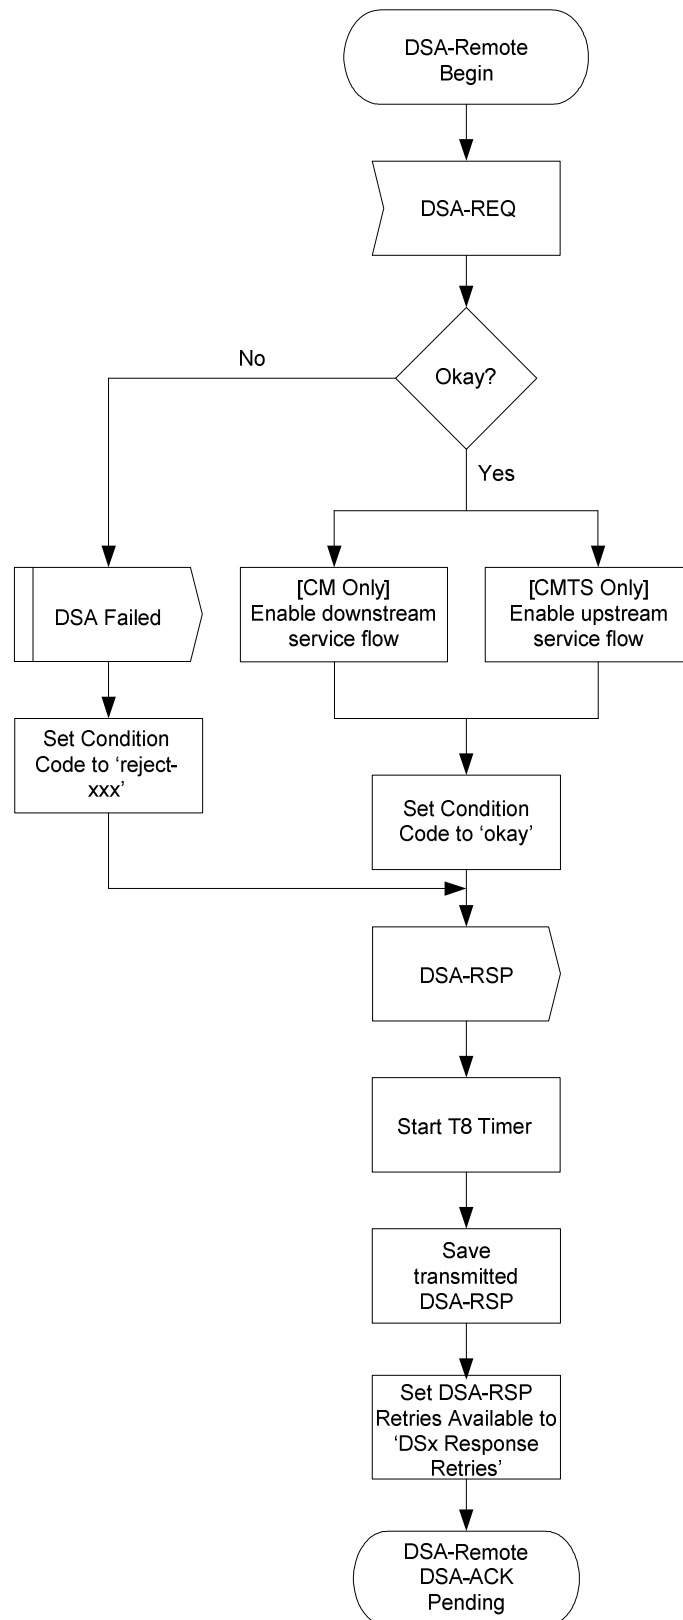 DSA-Remote
Begin
DSA-REQ
Okay?
No
Yes
DSA Failed
[CM Only]
Enable downstream
service flow
[CMTS Only]
Enable upstream
service flow
Set Condition
Code to ‘reject-
xxx’
Set Condition
Code to ‘okay’
DSA-RSP
Start T8 Timer
Save
transmitted
DSA-RSP
Set DSA-RSP
Retries Available to
‘DSx Response
Retries’
DSA-Remote
DSA-ACK
Pending